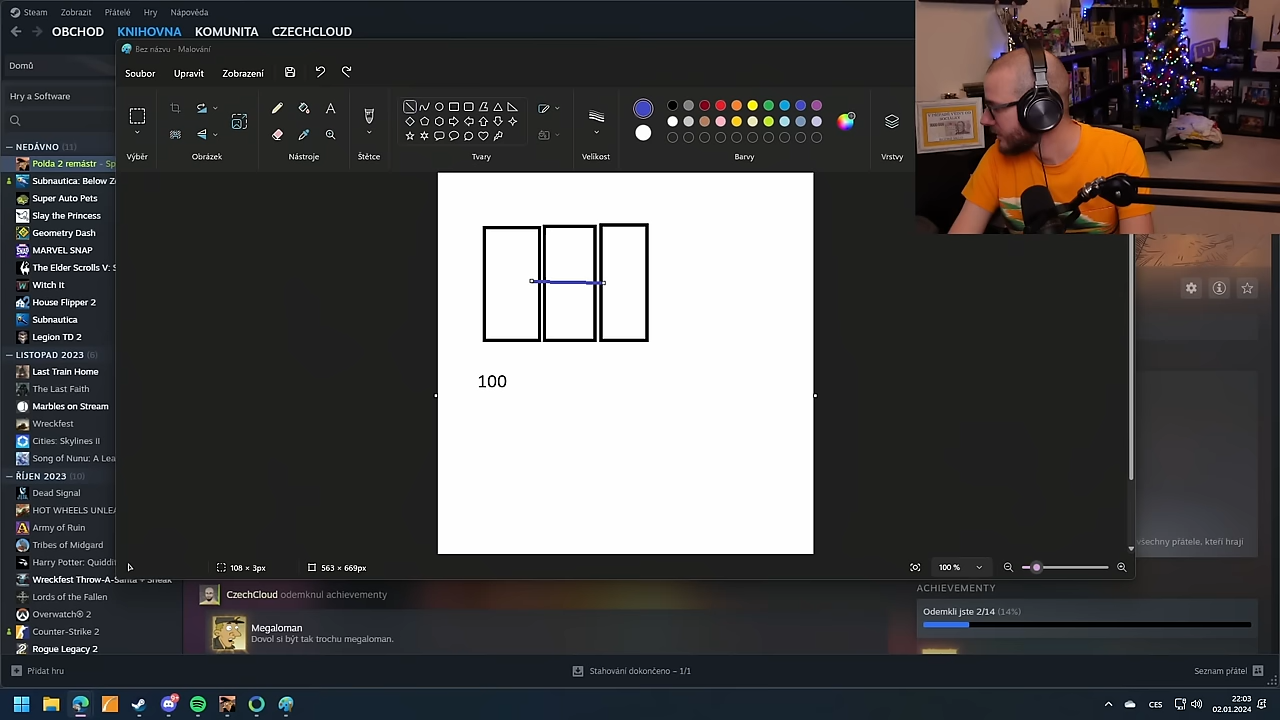 Steam Zobrazit Přátelé Hry Nápověda
OBCHOD KNIHOVNA KOMUNITA CZECHCLOUD
Bez názvu - Malování
Domů
Soubor Upravit Zobrazení
Hry a Software
Výběr Obrázek Nástroje Štětce Tvary Velikost Barvy Vrstvy
NEDÁVNO (11)
Polda 2 remástr - Sp
Subnautica: Below Z
Super Auto Pets
Slay the Princess
Geometry Dash
MARVEL SNAP
The Elder Scrolls V: S
Witch It
House Flipper 2
Subnautica
Legion TD 2
LISTOPAD 2023 (6)
Last Train Home
The Last Faith
Marbles on Stream
Wreckfest
Cities: Skylines II
Song of Nunu: A Lea
ŘÍJEN 2023 (10)
Dead Signal
HOT WHEELS UNLEA
Army of Ruin
Tribes of Midgard
Harry Potter: Quiddit
Wreckfest Throw-A-Santa + Sneak
Lords of the Fallen
Overwatch® 2
Counter-Strike 2
Rogue Legacy 2
100
všechny přátele, kteří hrají
108 × 3px 563 × 669px 100 %
CzechCloud odemknul achievementy
Megaloman
Dovol si být tak trochu megaloman.
ACHIEVEMENTY
Odemkli jste 2/14 (14%)
Přidat hru
Stahování dokončeno – 1/1
Seznam přátel
CES
22:03
02.01.2024